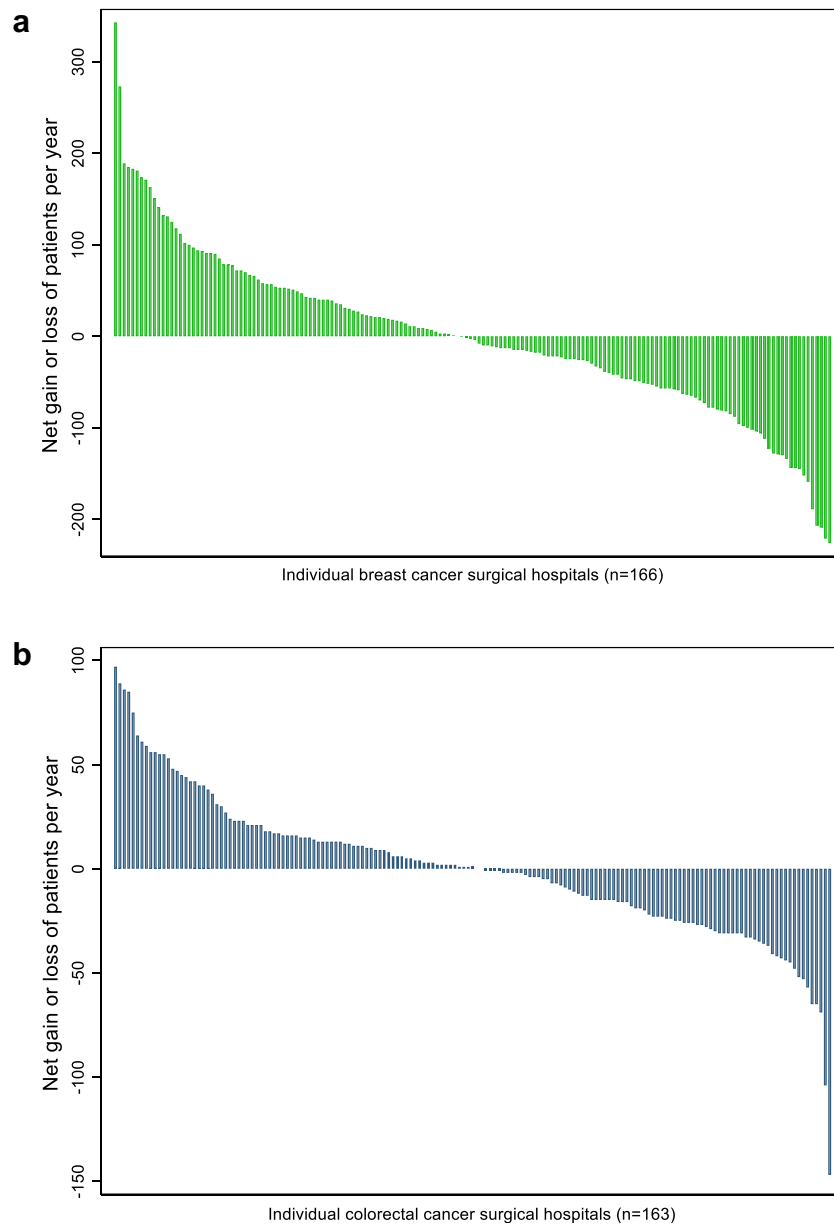 a
Net gain or loss of patients per year
300
200
100
0
-100
-200
Individual breast cancer surgical hospitals (n=166)
b
Net gain or loss of patients per year
100
50
0
-50
-100
-150
Individual colorectal cancer surgical hospitals (n=163)